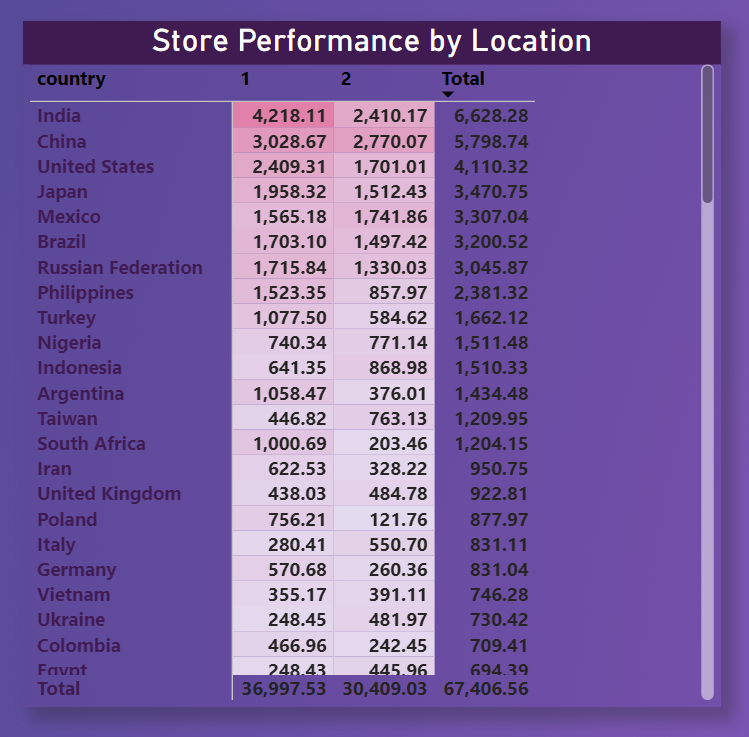 Store Performance by Location
country 1 2 Total
India 4,218.11 2,410.17 6,628.28
China 3,028.67 2,770.07 5,798.74
United States 2,409.31 1,701.01 4,110.32
Japan 1,958.32 1,512.43 3,470.75
Mexico 1,565.18 1,741.86 3,307.04
Brazil 1,703.10 1,497.42 3,200.52
Russian Federation 1,715.84 1,330.03 3,045.87
Philippines 1,523.35 857.97 2,381.32
Turkey 1,077.50 584.62 1,662.12
Nigeria 740.34 771.14 1,511.48
Indonesia 641.35 868.98 1,510.33
Argentina 1,058.47 376.01 1,434.48
Taiwan 446.82 763.13 1,209.95
South Africa 1,000.69 203.46 1,204.15
Iran 622.53 328.22 950.75
United Kingdom 438.03 484.78 922.81
Poland 756.21 121.76 877.97
Italy 280.41 550.70 831.11
Germany 570.68 260.36 831.04
Vietnam 355.17 391.11 746.28
Ukraine 248.45 481.97 730.42
Colombia 466.96 242.45 709.41
Egypt 248.43 445.96 694.39
Total 36,997.53 30,409.03 67,406.56